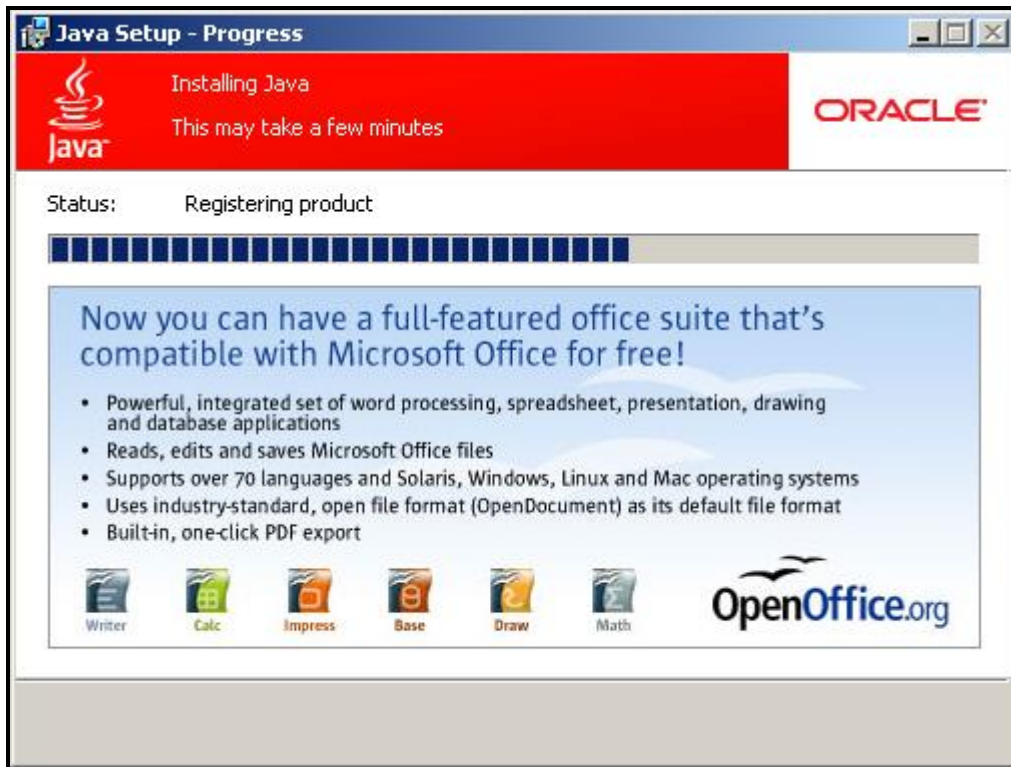 Java Setup - Progress
Installing Java
This may take a few minutes
Java™
ORACLE®
Status: Registering product
Now you can have a full-featured office suite that's
compatible with Microsoft Office for free!
• Powerful, integrated set of word processing, spreadsheet, presentation, drawing
and database applications
• Reads, edits and saves Microsoft Office files
• Supports over 70 languages and Solaris, Windows, Linux and Mac operating systems
• Uses industry-standard, open file format (OpenDocument) as its default file format
• Built-in, one-click PDF export
Writer Calc Impress Base Draw Math
OpenOffice.org